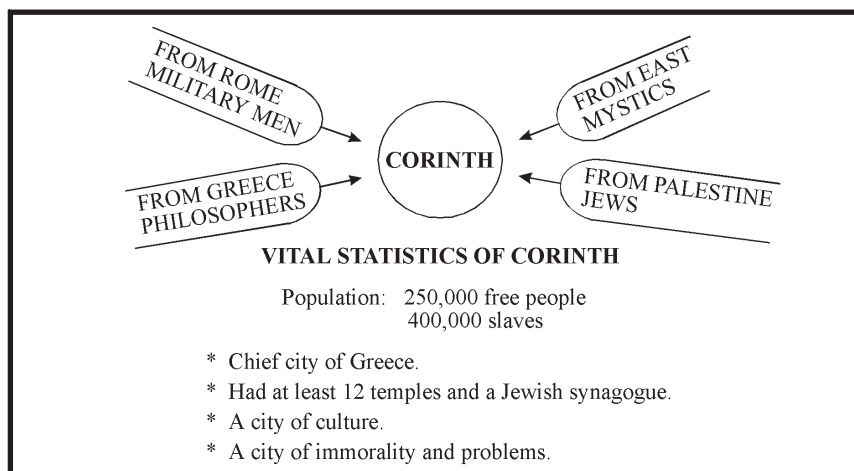 FROM ROME
MILITARY MEN
FROM EAST
MYSTICS
CORINTH
FROM GREECE
PHILOSOPHERS
FROM PALESTINE
JEWS
VITAL STATISTICS OF CORINTH
Population: 250,000 free people
400,000 slaves
* Chief city of Greece.
* Had at least 12 temples and a Jewish synagogue.
* A city of culture.
* A city of immorality and problems.